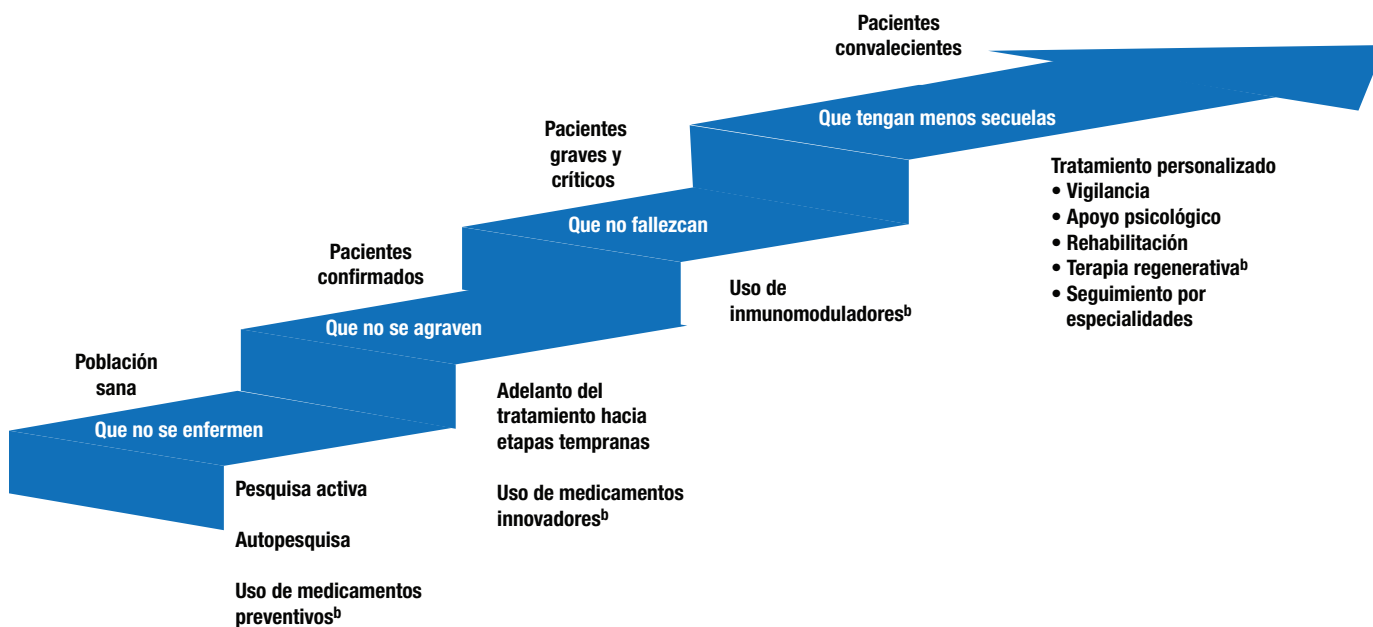 Población
sana
Que no se enfermen
Pesquisa activa
Autopesquisa
Uso de medicamentos
preventivosᵇ
Pacientes
confirmados
Que no se agraven
Adelanto del
tratamiento hacia
etapas tempranas
Uso de medicamentos
innovadoresᵇ
Pacientes
graves y
críticos
Que no fallezcan
Uso de
inmunomoduladoresᵇ
Pacientes
convalecientes
Que tengan menos secuelas
Tratamiento personalizado
• Vigilancia
• Apoyo psicológico
• Rehabilitación
• Terapia regenerativaᵇ
• Seguimiento por
especialidades